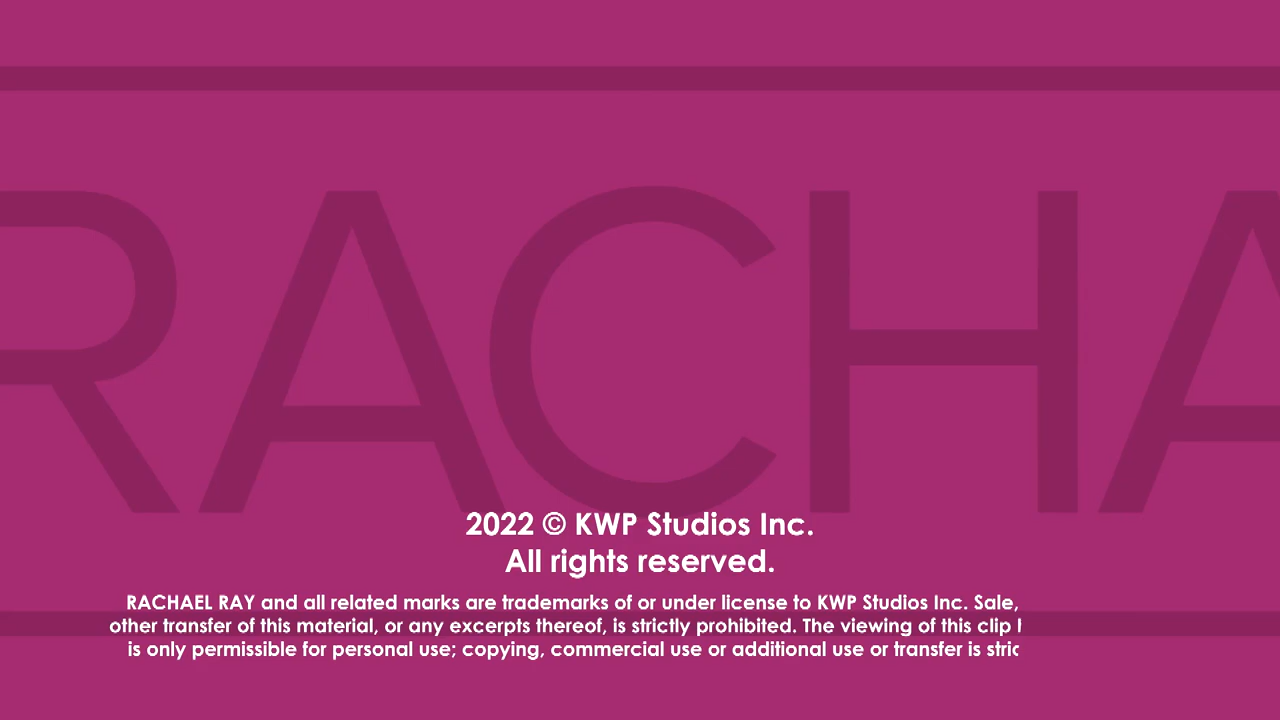 RACHA
2022 © KWP Studios Inc.
All rights reserved.
RACHAEL RAY and all related marks are trademarks of or under license to KWP Studios Inc. Sale,
other transfer of this material, or any excerpts thereof, is strictly prohibited. The viewing of this clip
is only permissible for personal use; copying, commercial use or additional use or transfer is